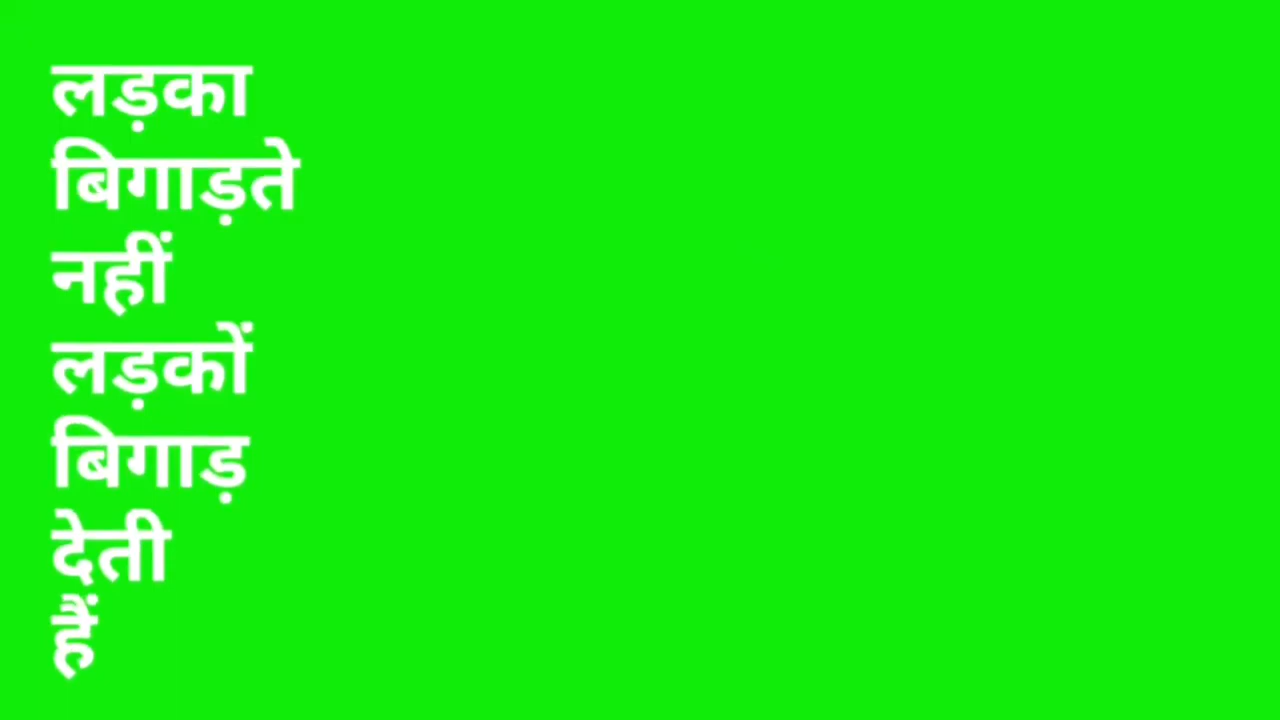 लड़का
बिगाड़ते
नहीं
लड़कों
बिगाड़
देती
हैं